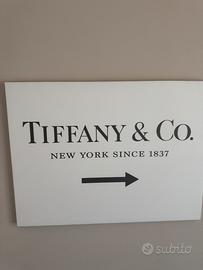 TIFFANY & CO.
NEW YORK SINCE 1837
subito